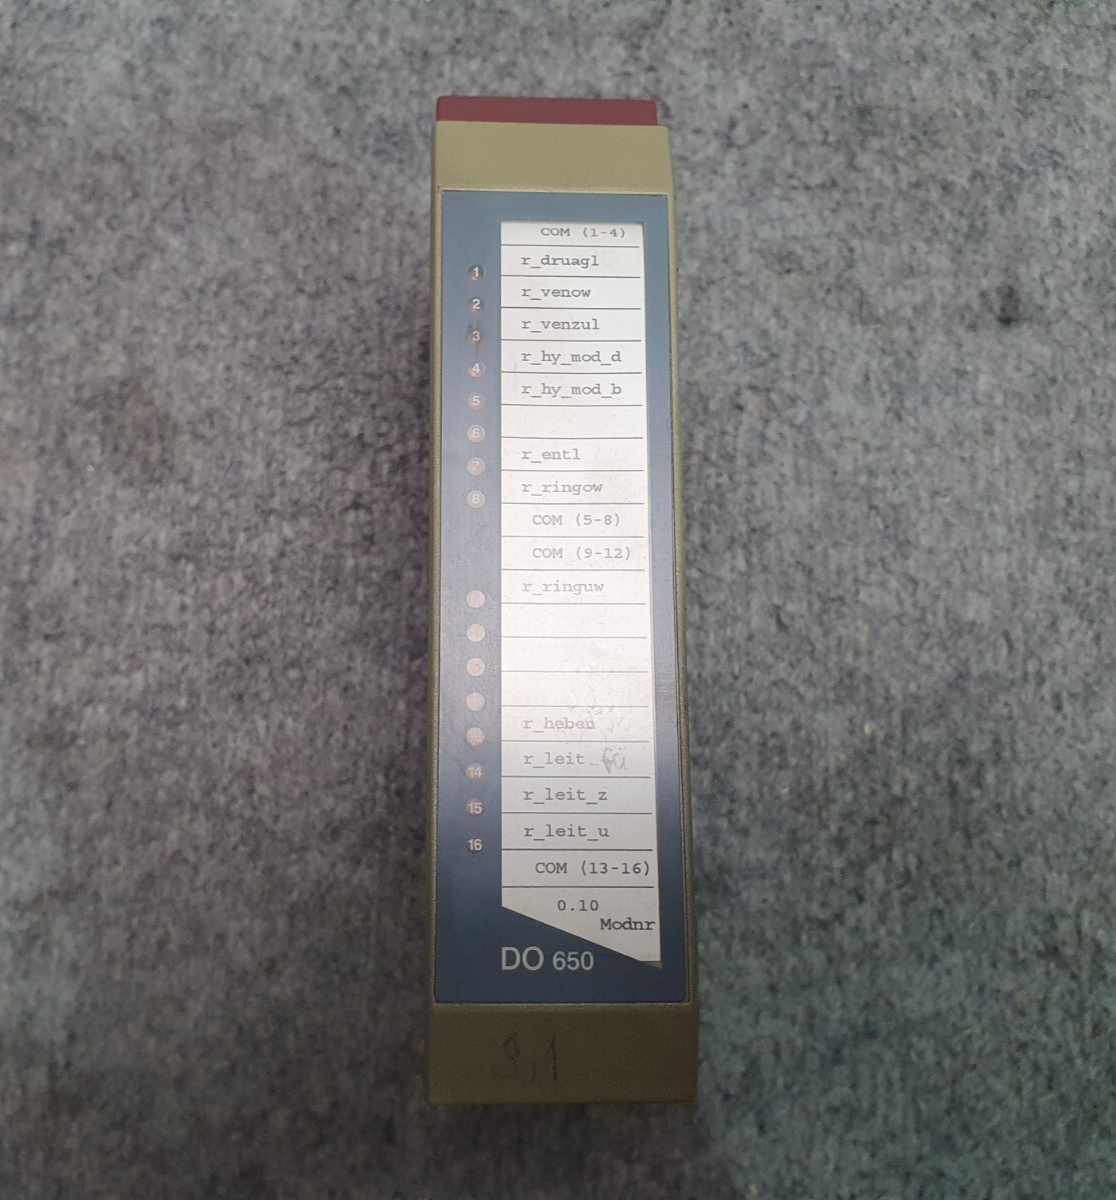 COM (1-4)
1 r_druagl
2 r_venow
3 r_venzul
4 r_hy_mod_d
5 r_hy_mod_b
6
7 r_entl
8 r_ringow
COM (5-8)
COM (9-12)
r_ringuw
r_heben
14 r_leit
15 r_leit_z
16 r_leit_u
COM (13-16)
0.10
Modnr
DO 650